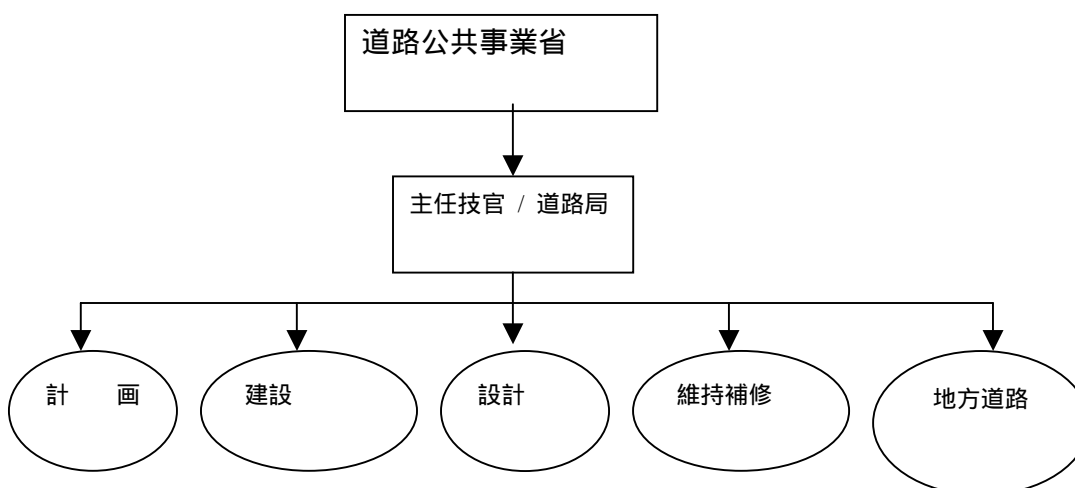 道路公共事業省
主任技官 / 道路局
計　画
建設
設計
維持補修
地方道路